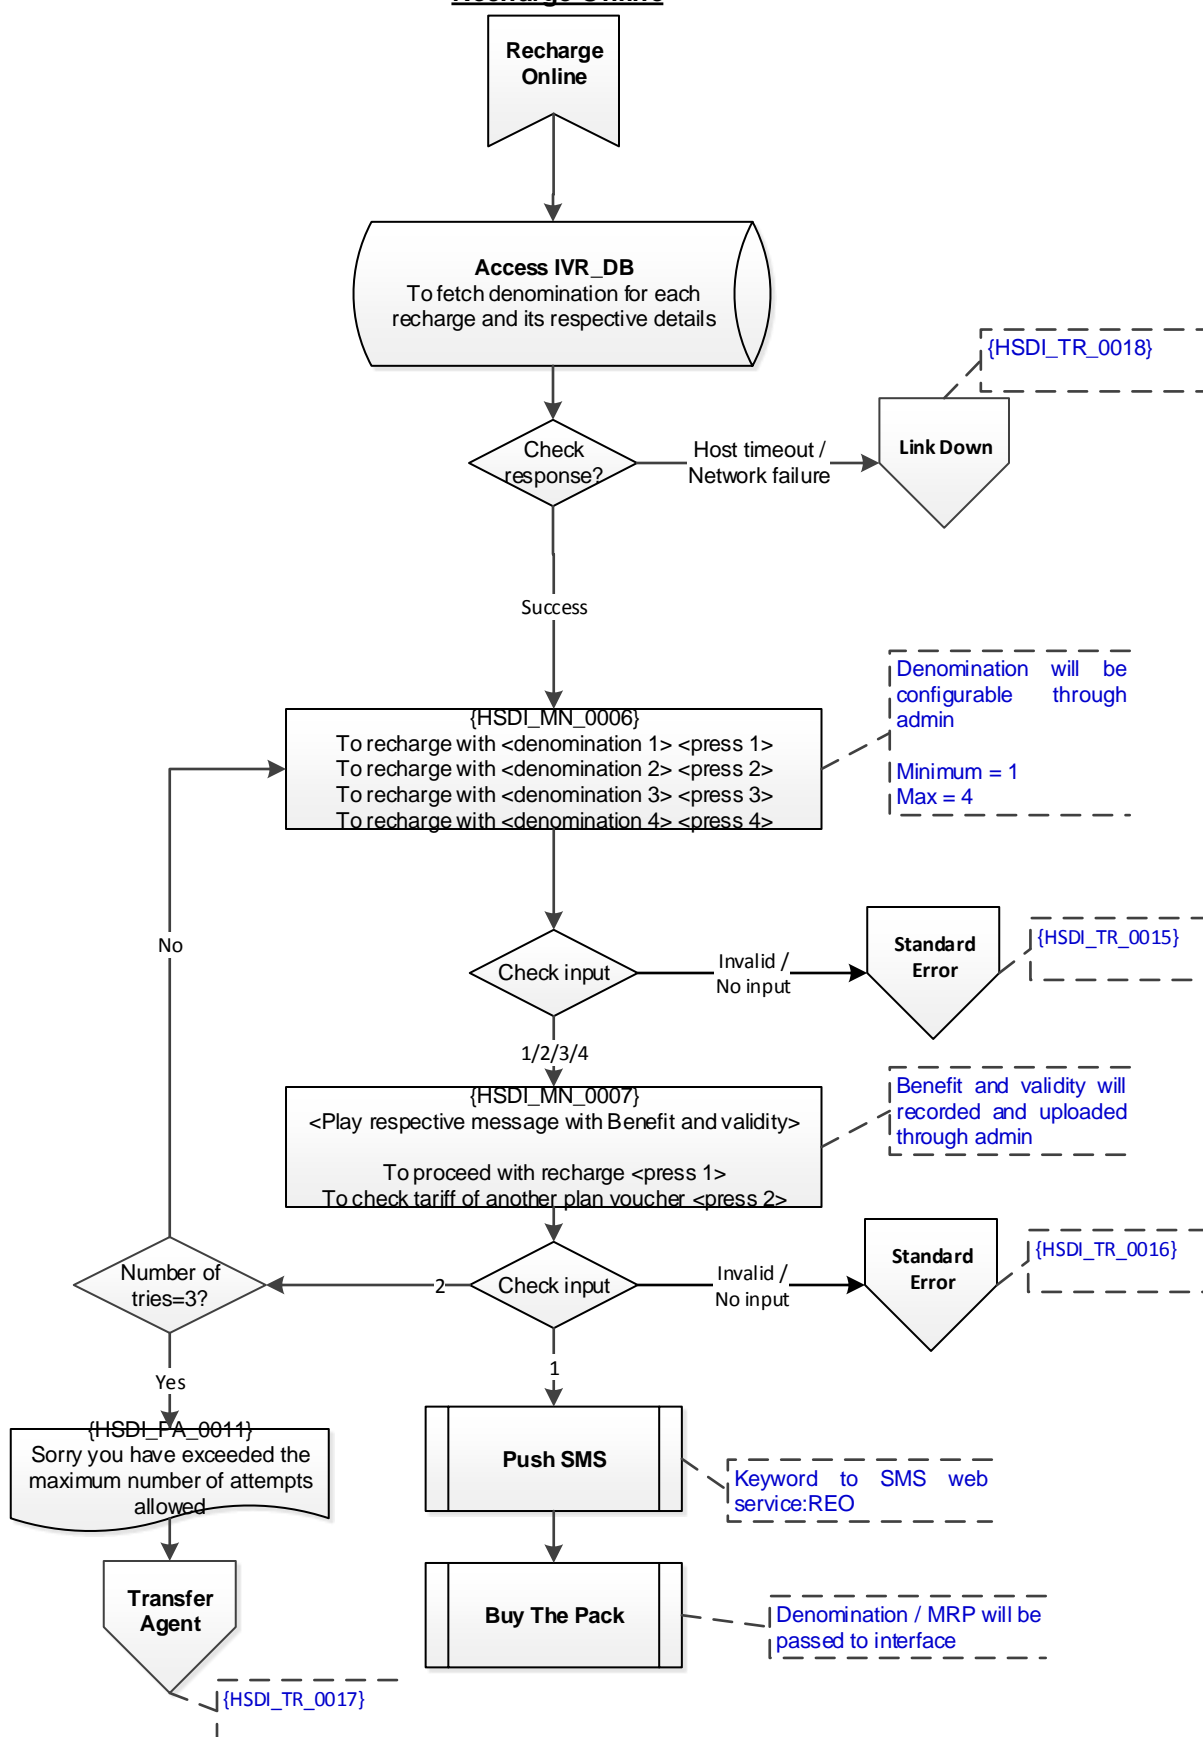 Recharge Online
Recharge
Online
Access IVR_DB
To fetch denomination for each
recharge and its respective details
{HSDI_TR_0018}
Check
response?
Host timeout /
Network failure
Link Down
Success
Denomination will be
configurable through
admin
Minimum = 1
Max = 4
{HSDI_MN_0006}
To recharge with <denomination 1> <press 1>
To recharge with <denomination 2> <press 2>
To recharge with <denomination 3> <press 3>
To recharge with <denomination 4> <press 4>
No
Check input
Invalid /
No input
Standard
Error
{HSDI_TR_0015}
1/2/3/4
{HSDI_MN_0007}
<Play respective message with Benefit and validity>
To proceed with recharge <press 1>
To check tariff of another plan voucher <press 2>
Benefit and validity will
recorded and uploaded
through admin
Number of
tries=3?
2
Check input
Invalid /
No input
Standard
Error
{HSDI_TR_0016}
Yes
1
{HSDI_PA_0011}
Sorry you have exceeded the
maximum number of attempts
allowed
Push SMS
Keyword to SMS web
service:REO
Transfer
Agent
Buy The Pack
Denomination / MRP will be
passed to interface
{HSDI_TR_0017}